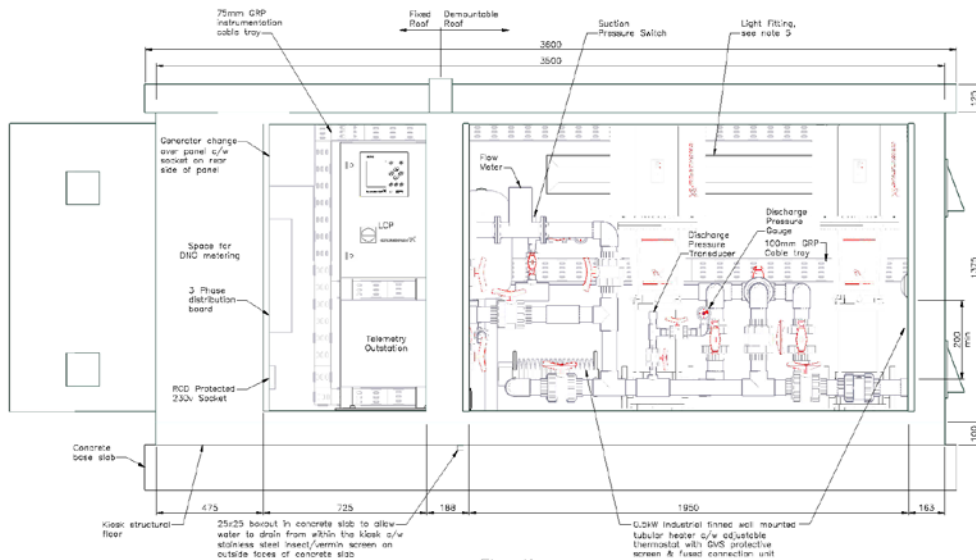 75mm GRP
instrumentation
cable tray
Fixed
Roof
Demountable
Roof
Suction
Pressure Switch
Light Fitting,
see note 5
3600
3500
125
Generator change
over panel c/w
socket on rear
side of panel
Flow
Meter
LCP
Space for
DNO metering
Discharge
Pressure
Transducer
Discharge
Pressure
Gauge
100mm GRP
Cable tray
1375
3 Phase
distribution
board
Telemetry
Outstation
200
min
RCD Protected
230v Socket
Concrete
base slab
100
475
725
188
1950
163
Kiosk structural
floor
25x25 boxout in concrete slab to allow
water to drain from within the kiosk c/w
stainless steel insect/vermin screen on
outside faces of concrete slab
0.5kW Industrial finned wall mounted
tubular heater c/w adjustable
thermostat with GMS protective
screen & fused connection unit